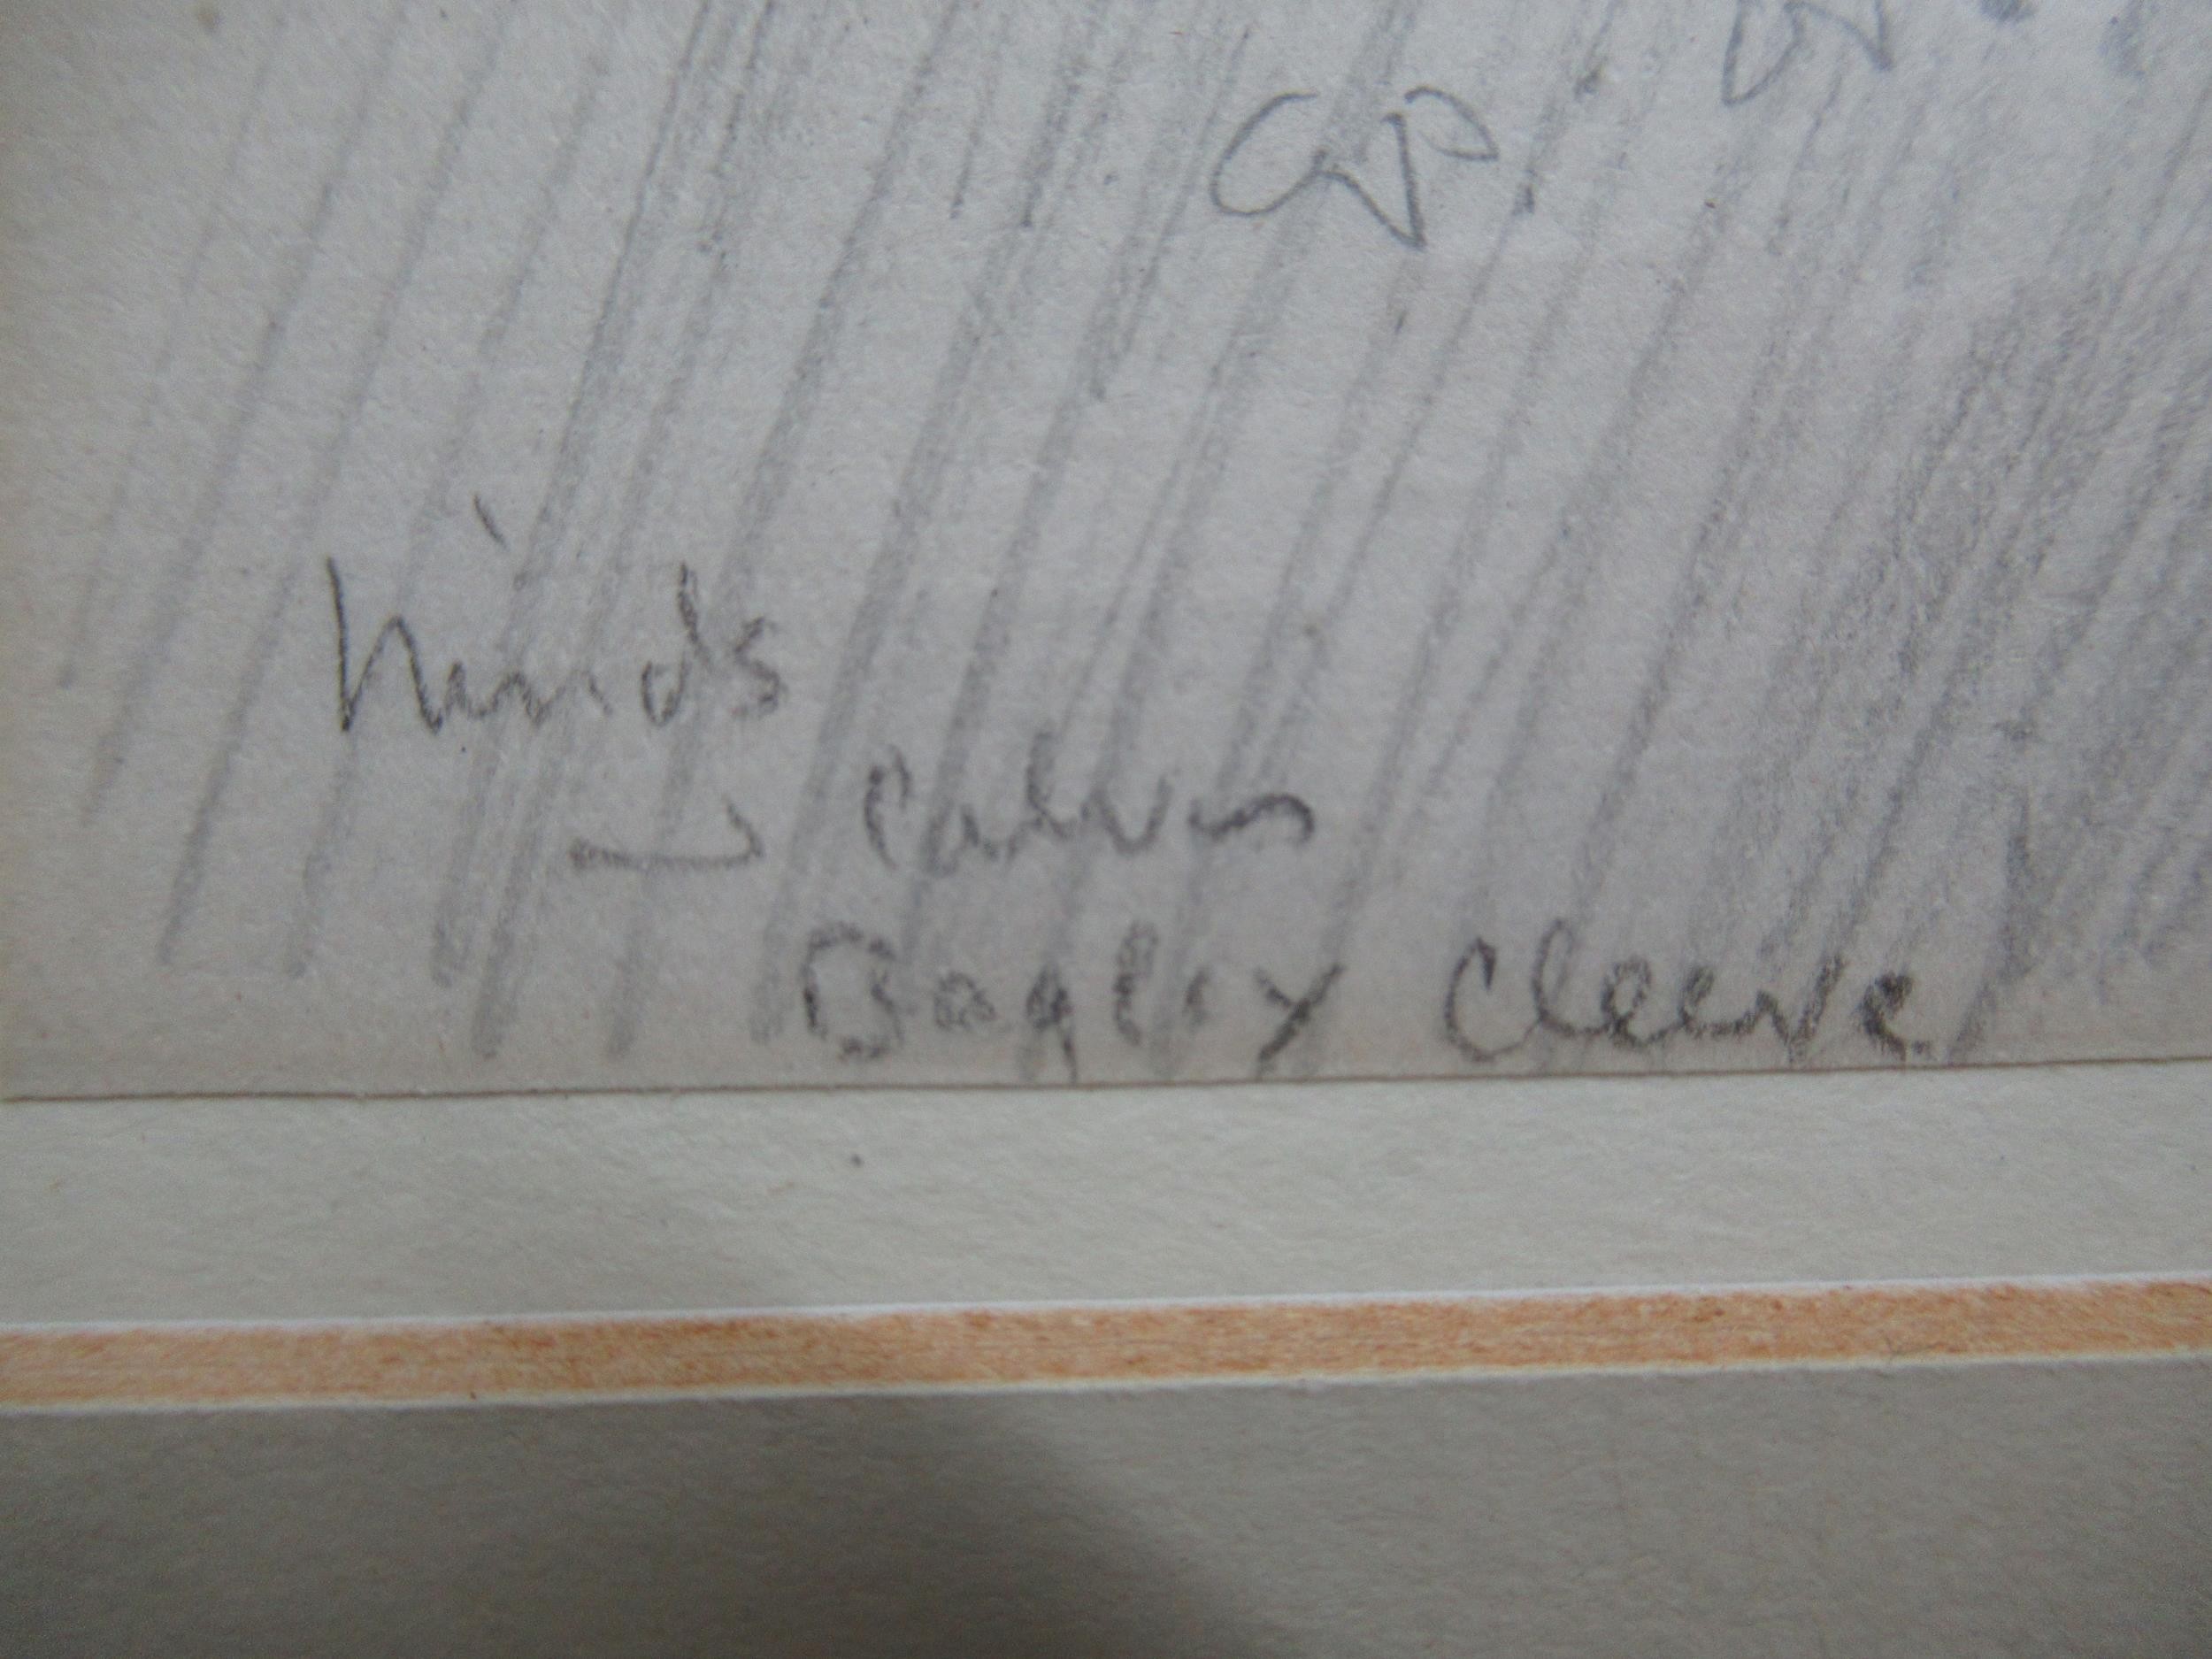 hinds
calves
Bagley Cleeve